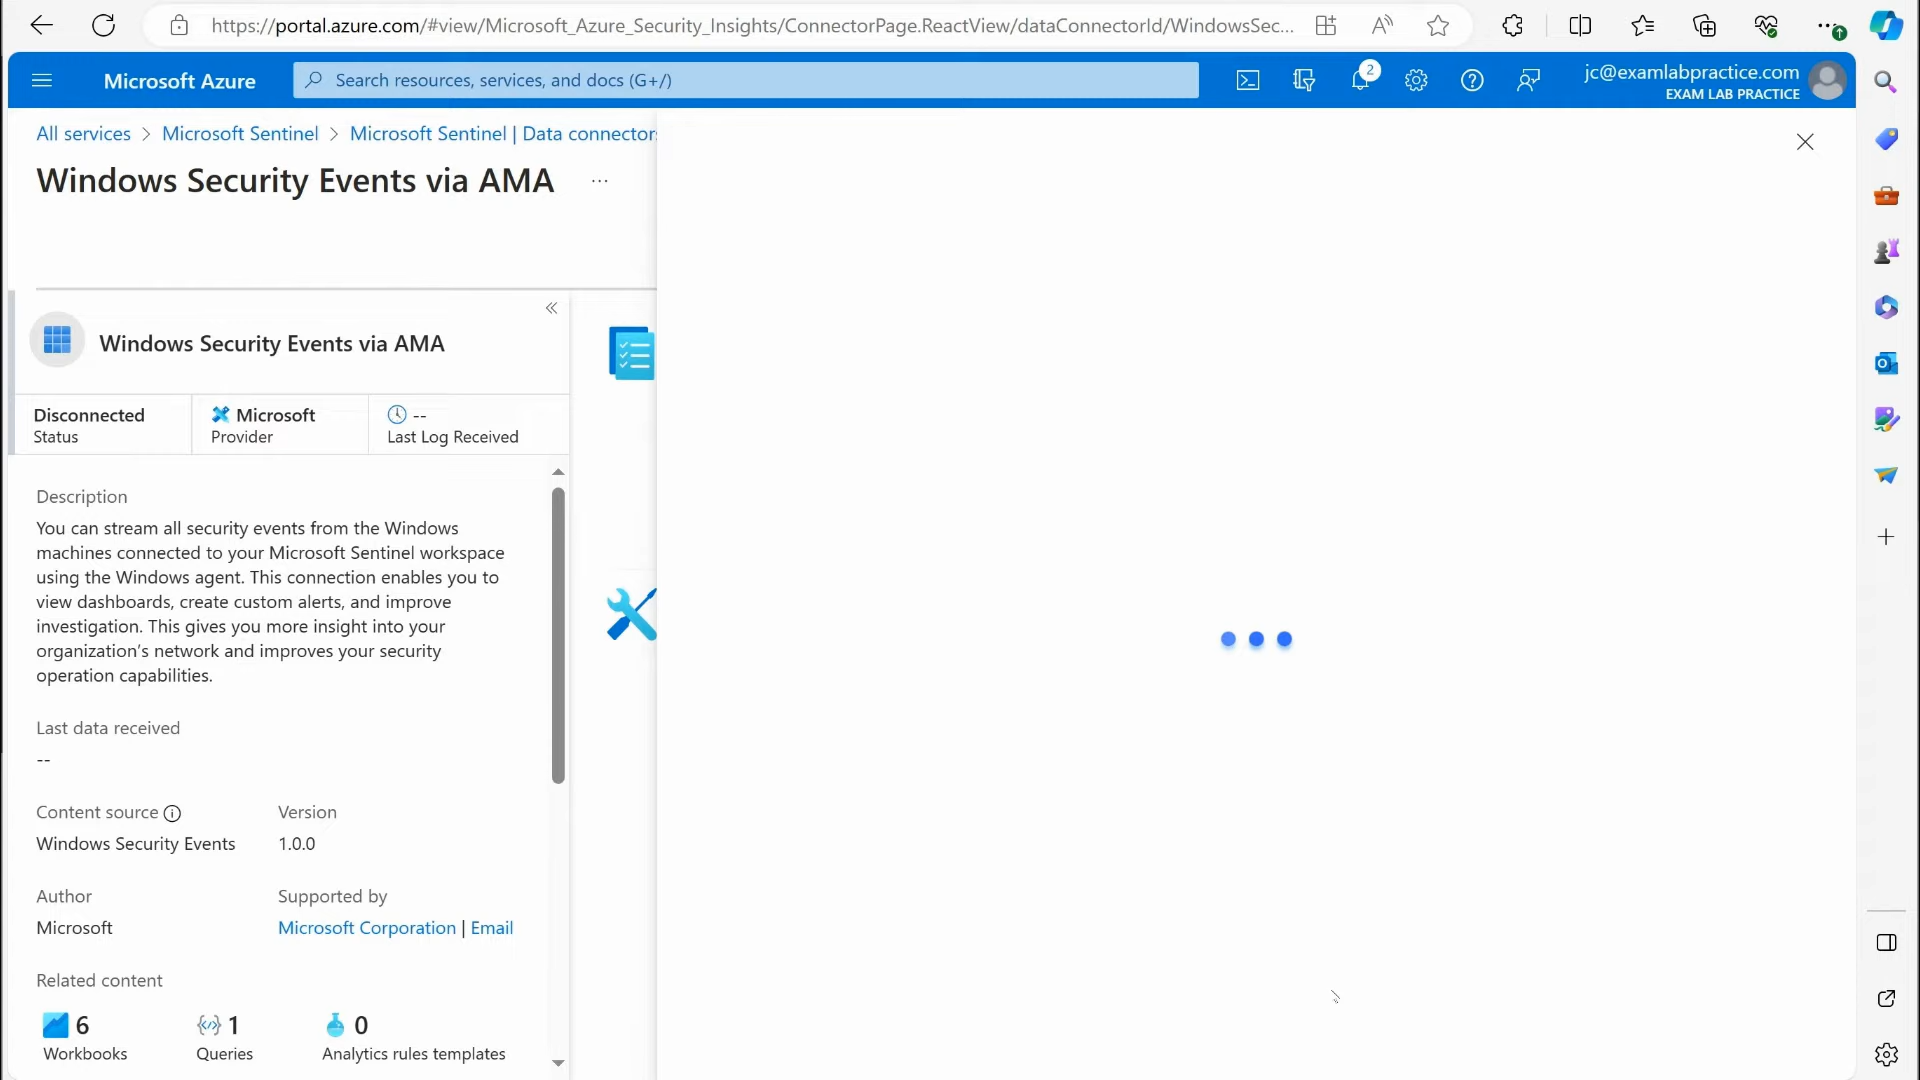 https://portal.azure.com/#view/Microsoft_Azure_Security_Insights/ConnectorPage.ReactView/dataConnectorId/WindowsSec...
Microsoft Azure
Search resources, services, and docs (G+/)
2
jc@examlabpractice.com
EXAM LAB PRACTICE
All services > Microsoft Sentinel > Microsoft Sentinel | Data connectors
Windows Security Events via AMA ...
Windows Security Events via AMA
Disconnected
Status
Microsoft
Provider
--
Last Log Received
Description
You can stream all security events from the Windows
machines connected to your Microsoft Sentinel workspace
using the Windows agent. This connection enables you to
view dashboards, create custom alerts, and improve
investigation. This gives you more insight into your
organization's network and improves your security
operation capabilities.
Last data received
--
Content source
Version
Windows Security Events
1.0.0
Author
Supported by
Microsoft
Microsoft Corporation | Email
Related content
6
Workbooks
1
Queries
0
Analytics rules templates